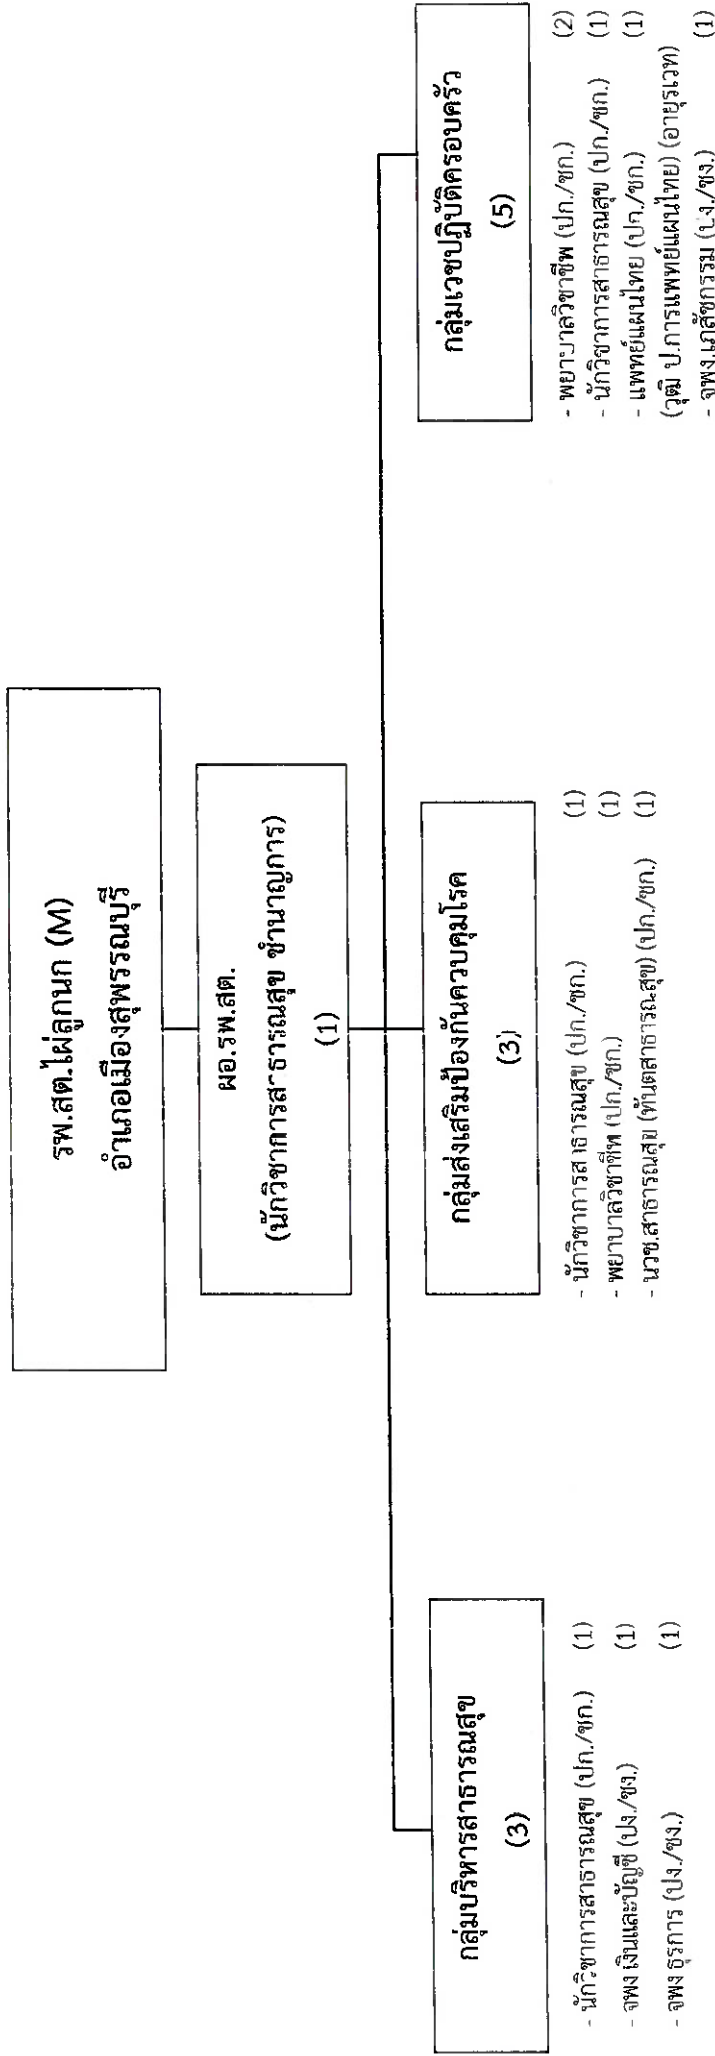 รพ.สต.ไผ่ลูกนก (M)
อำเภอเมืองสุพรรณบุรี
ผอ.รพ.สต.
(นักวิชาการสาธารณสุข ชำนาญการ)
(1)
กลุ่มบริหารสาธารณสุข
(3)
- นักวิชาการสาธารณสุข (ปก./ชก.) (1)
- จพง เงินและบัญชี (ปง./ชง.) (1)
- จพง ธุรการ (ปง./ชง.) (1)
กลุ่มส่งเสริมป้องกันควบคุมโรค
(3)
- นักวิชาการสาธารณสุข (ปก./ชก.) (1)
- พยาบาลวิชาชีพ (ปก./ชก.) (1)
- นวช.สาธารณสุข (ทันตสาธารณสุข) (ปก./ชก.) (1)
กลุ่มเวชปฏิบัติครอบครัว
(5)
- พยาบาลวิชาชีพ (ปก./ชก.) (2)
- นักวิชาการสาธารณสุข (ปก./ชก.) (1)
- แพทย์แผนไทย (ปก./ชก.) (1)
(วุฒิ ป.การแพทย์แผนไทย) (อายุรเวท)
- จพง.เภสัชกรรม (ปง./ชง.) (1)